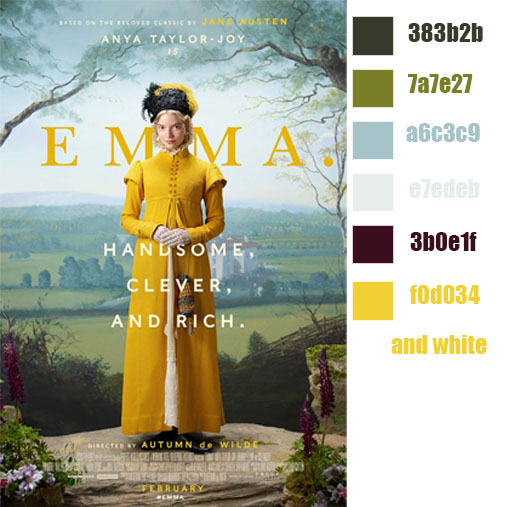 BASED ON THE BELOVED CLASSIC BY JANE AUSTEN
ANYA TAYLOR-JOY
IS
EMMA.
HANDSOME,
CLEVER,
AND RICH.
DIRECTED BY AUTUMN de WILDE
FEBRUARY
#EMMA
383b2b
7a7e27
a6c3c9
e7edeb
3b0e1f
f0d034
and white